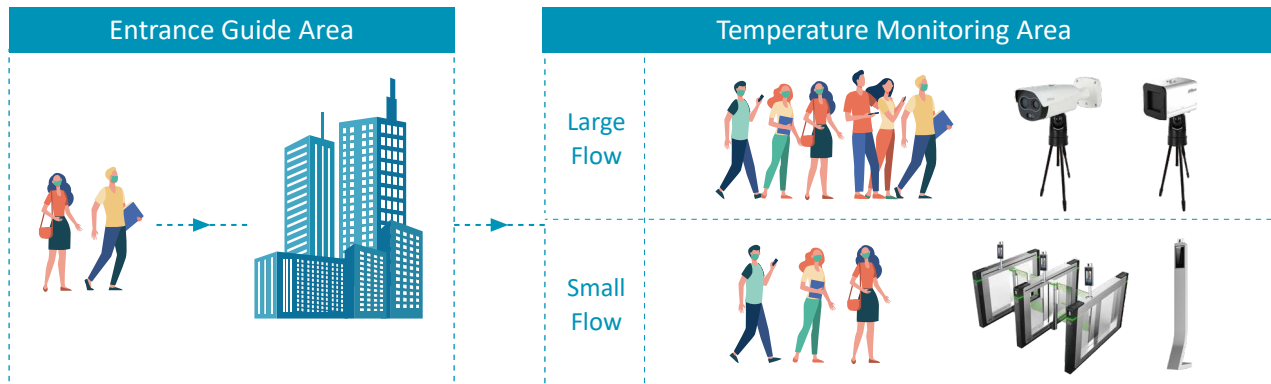 Entrance Guide Area
Temperature Monitoring Area
Large
Flow
Small
Flow